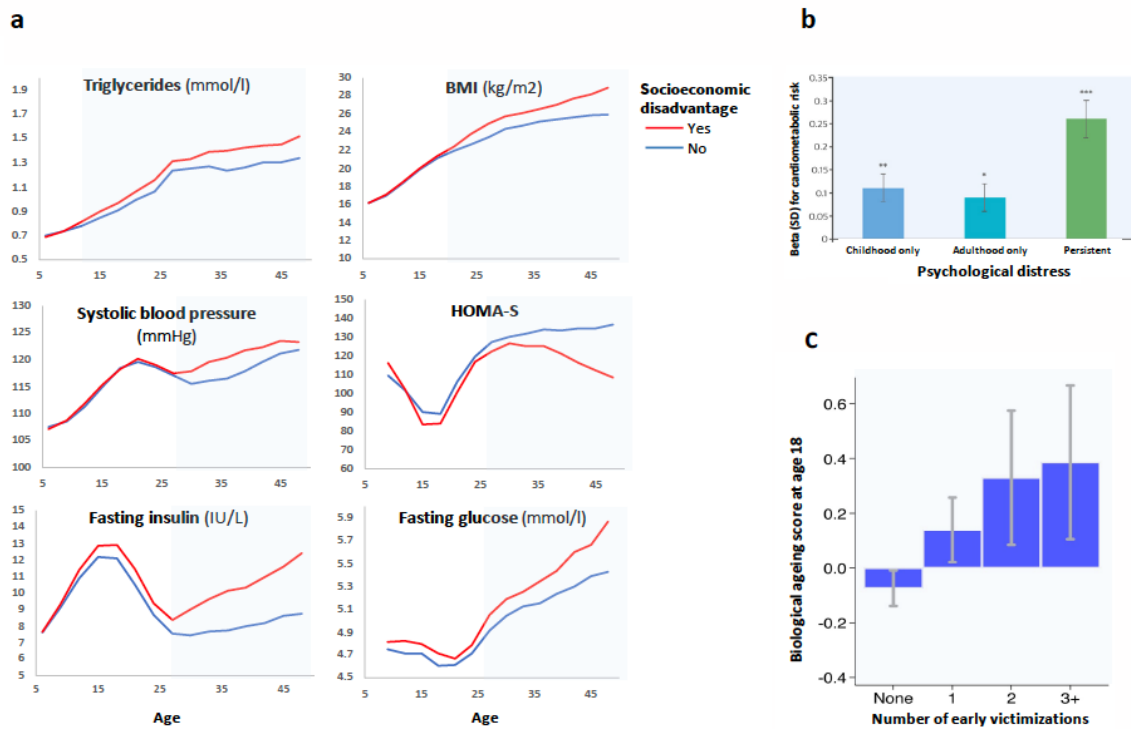 a
Triglycerides (mmol/l)
1.9
1.7
1.5
1.3
1.1
0.9
0.7
0.5
5 15 25 35 45
BMI (kg/m2)
30
28
26
24
22
20
18
16
14
12
10
5 15 25 35 45
Socioeconomic
disadvantage
Yes
No
Systolic blood pressure
(mmHg)
130
125
120
115
110
105
100
5 15 25 35 45
HOMA-S
150
140
130
120
110
100
90
80
70
60
5 15 25 35 45
Fasting insulin (IU/L)
15
14
13
12
11
10
9
8
7
6
5
5 15 25 35 45
Age
Fasting glucose (mmol/l)
5.9
5.7
5.5
5.3
5.1
4.9
4.7
4.5
5 15 25 35 45
Age
b
Beta (SD) for cardiometabolic risk
0.35
0.3
0.25
0.2
0.15
0.1
0.05
0
** * ***
Childhood only Adulthood only Persistent
Psychological distress
c
Biological ageing score at age 18
0.6
0.4
0.2
0.0
-0.2
-0.4
None 1 2 3+
Number of early victimizations